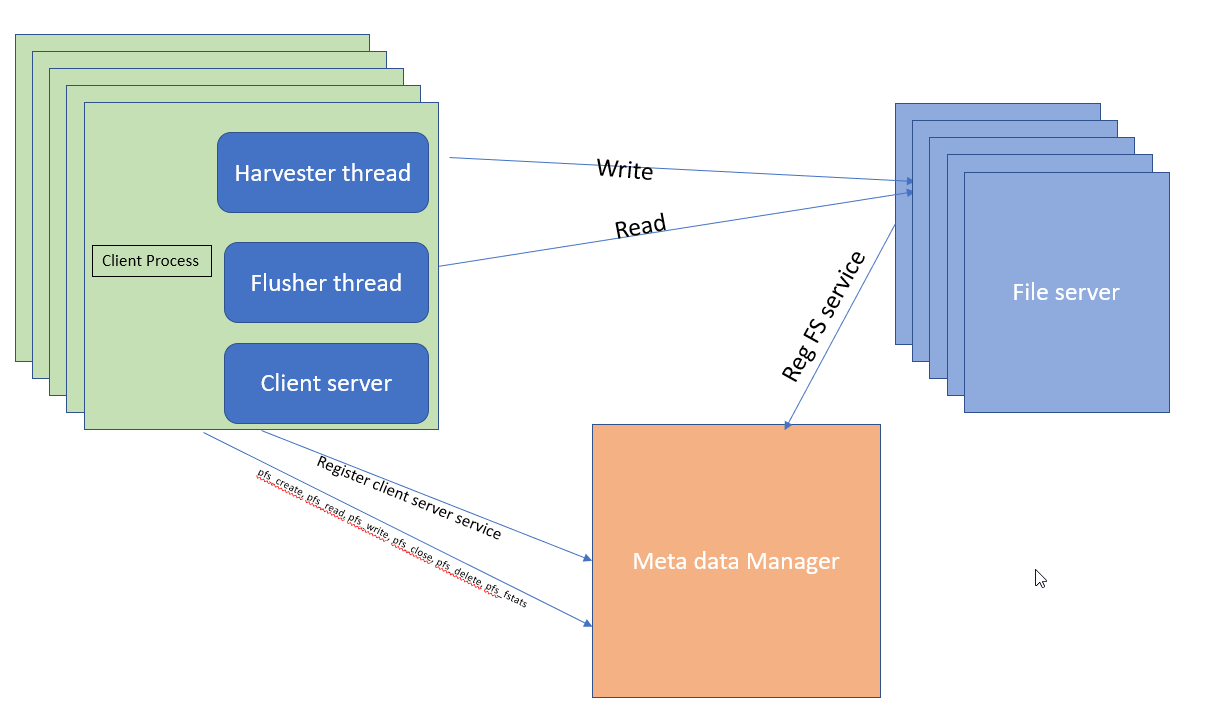 Harvester thread
Write
Read
Client Process
Flusher thread
File server
Reg FS service
Client server
Register client server service
pfs_create, pfs_read, pfs_write, pfs_close, pfs_delete, pfs_fstats
Meta data Manager